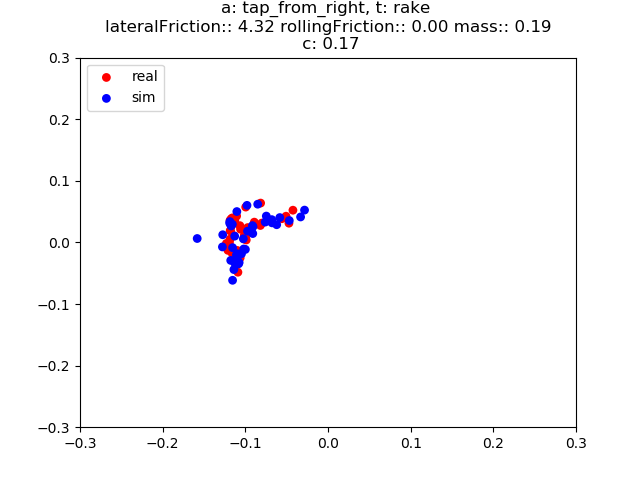 a: tap_from_right, t: rake
lateralFriction:: 4.32 rollingFriction:: 0.00 mass:: 0.19
c: 0.17
real
sim
0.3
0.2
0.1
0.0
−0.1
−0.2
−0.3
−0.3 −0.2 −0.1 0.0 0.1 0.2 0.3